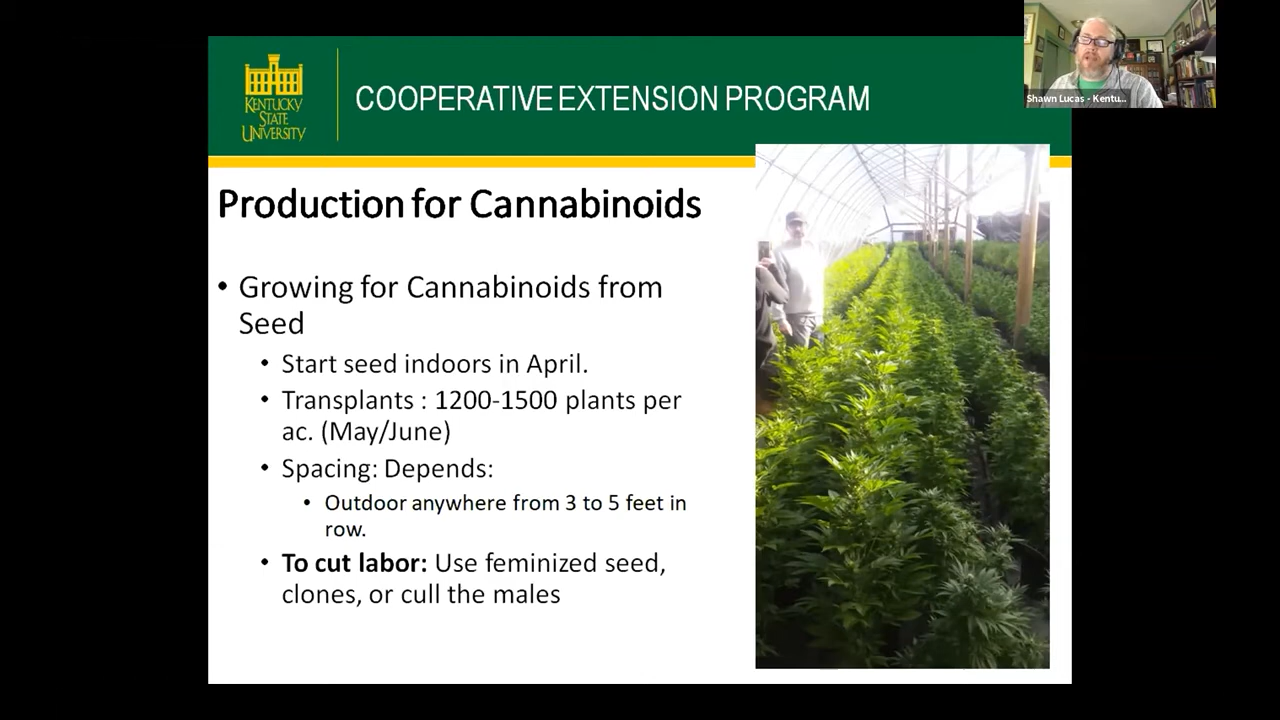 KENTUCKY
STATE
UNIVERSITY
COOPERATIVE EXTENSION PROGRAM
Shawn Lucas - Kentu...
Production for Cannabinoids
• Growing for Cannabinoids from
Seed
• Start seed indoors in April.
• Transplants : 1200-1500 plants per
ac. (May/June)
• Spacing: Depends:
• Outdoor anywhere from 3 to 5 feet in
row.
• To cut labor: Use feminized seed,
clones, or cull the males